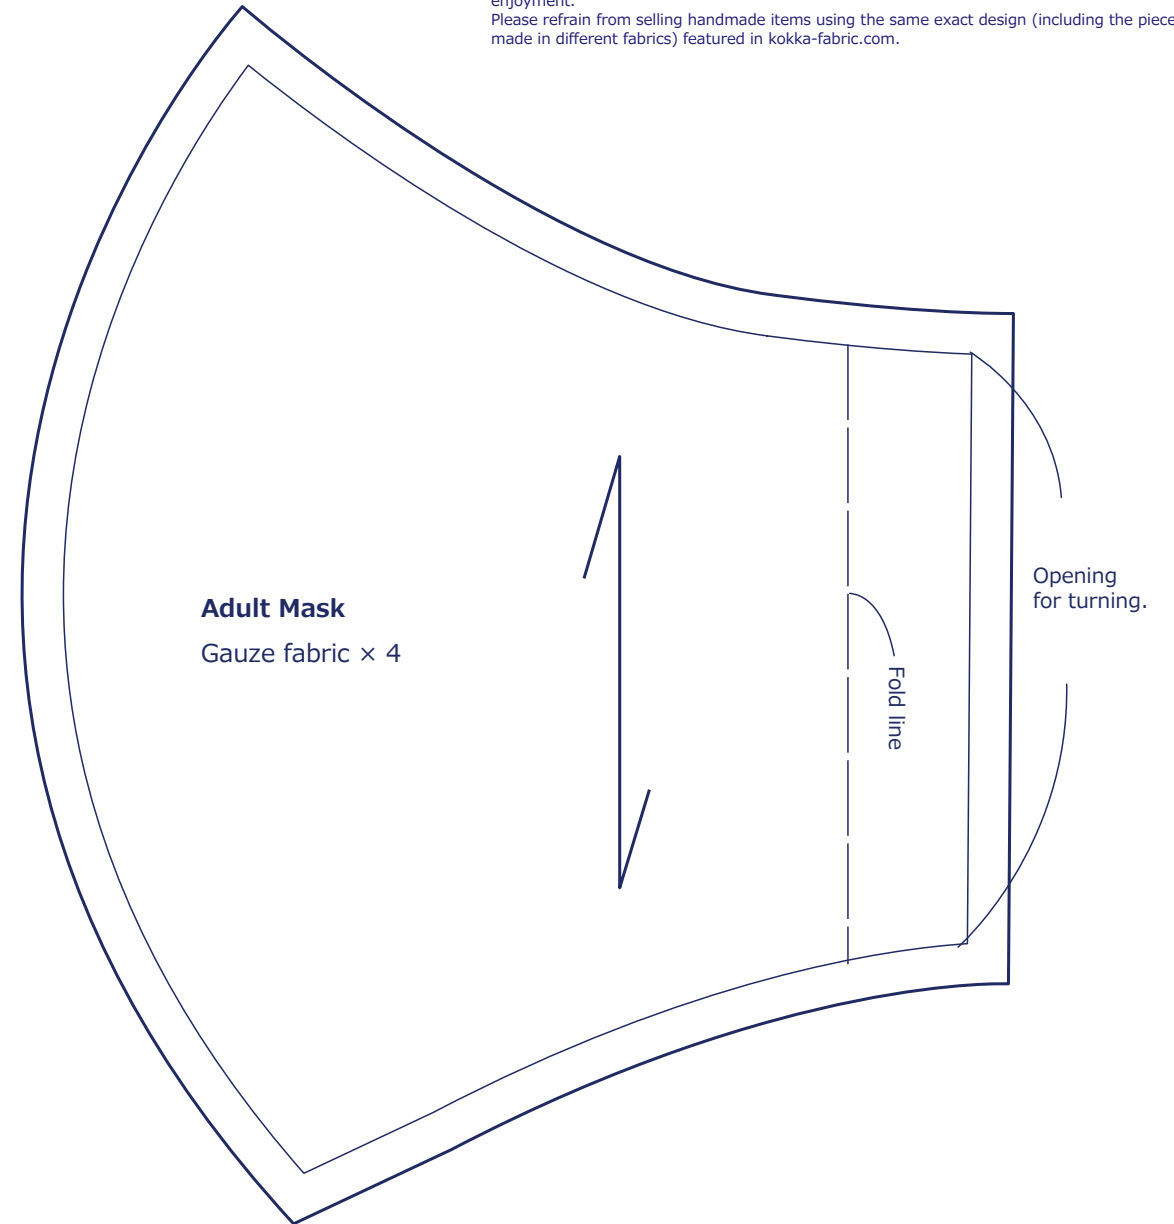 enjoyment.
Please refrain from selling handmade items using the same exact design (including the piece
made in different fabrics) featured in kokka-fabric.com.
Opening
for turning.
Adult Mask
Gauze fabric × 4
Fold line